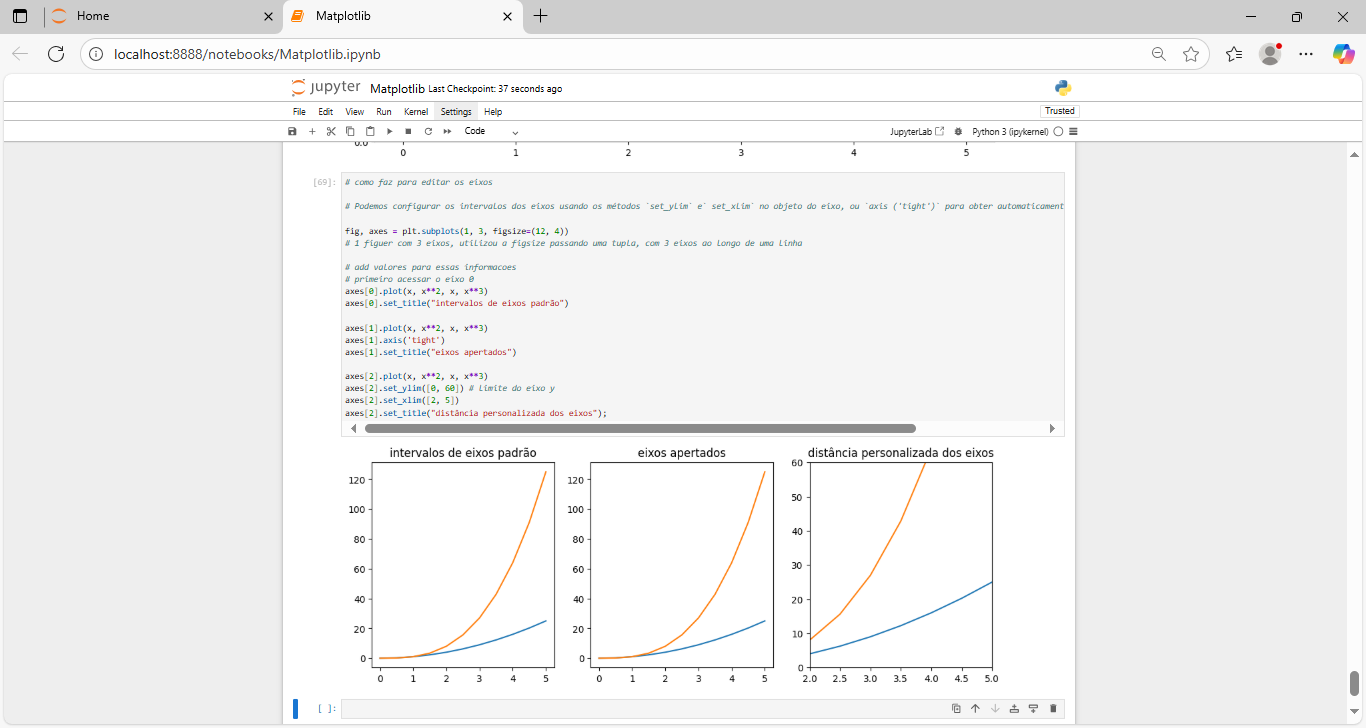 Home
Matplotlib
localhost:8888/notebooks/Matplotlib.ipynb
jupyter Matplotlib Last Checkpoint: 37 seconds ago
File Edit View Run Kernel Settings Help
Trusted
Code
JupyterLab
Python 3 (ipykernel)
0.0
0 1 2 3 4 5
[69]:
# como faz para editar os eixos
# Podemos configurar os intervalos dos eixos usando os métodos `set_ylim` e` set_xlim` no objeto do eixo, ou `axis ('tight')` para obter automaticament
fig, axes = plt.subplots(1, 3, figsize=(12, 4))
# 1 figuer com 3 eixos, utilizou a figsize passando uma tupla, com 3 eixos ao longo de uma linha
# add valores para essas informacoes
# primeiro acessar o eixo 0
axes[0].plot(x, x**2, x, x**3)
axes[0].set_title("intervalos de eixos padrão")
axes[1].plot(x, x**2, x, x**3)
axes[1].axis('tight')
axes[1].set_title("eixos apertados")
axes[2].plot(x, x**2, x, x**3)
axes[2].set_ylim([0, 60]) # limite do eixo y
axes[2].set_xlim([2, 5])
axes[2].set_title("distância personalizada dos eixos");
intervalos de eixos padrão
120
100
80
60
40
20
0
0 1 2 3 4 5
eixos apertados
120
100
80
60
40
20
0
0 1 2 3 4 5
distância personalizada dos eixos
60
50
40
30
20
10
0
2.0 2.5 3.0 3.5 4.0 4.5 5.0
[ ]: